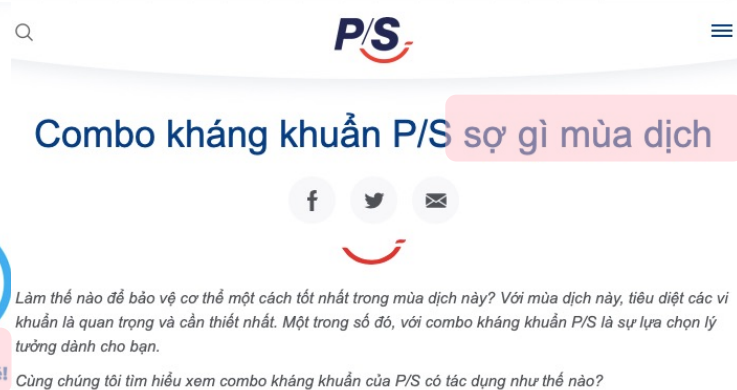 P/S
Combo kháng khuẩn P/S sợ gì mùa dịch
Làm thế nào để bảo vệ cơ thể một cách tốt nhất trong mùa dịch này? Với mùa dịch này, tiêu diệt các vi
khuẩn là quan trọng và cần thiết nhất. Một trong số đó, với combo kháng khuẩn P/S là sự lựa chọn lý
tưởng dành cho bạn.
Cùng chúng tôi tìm hiểu xem combo kháng khuẩn của P/S có tác dụng như thế nào?